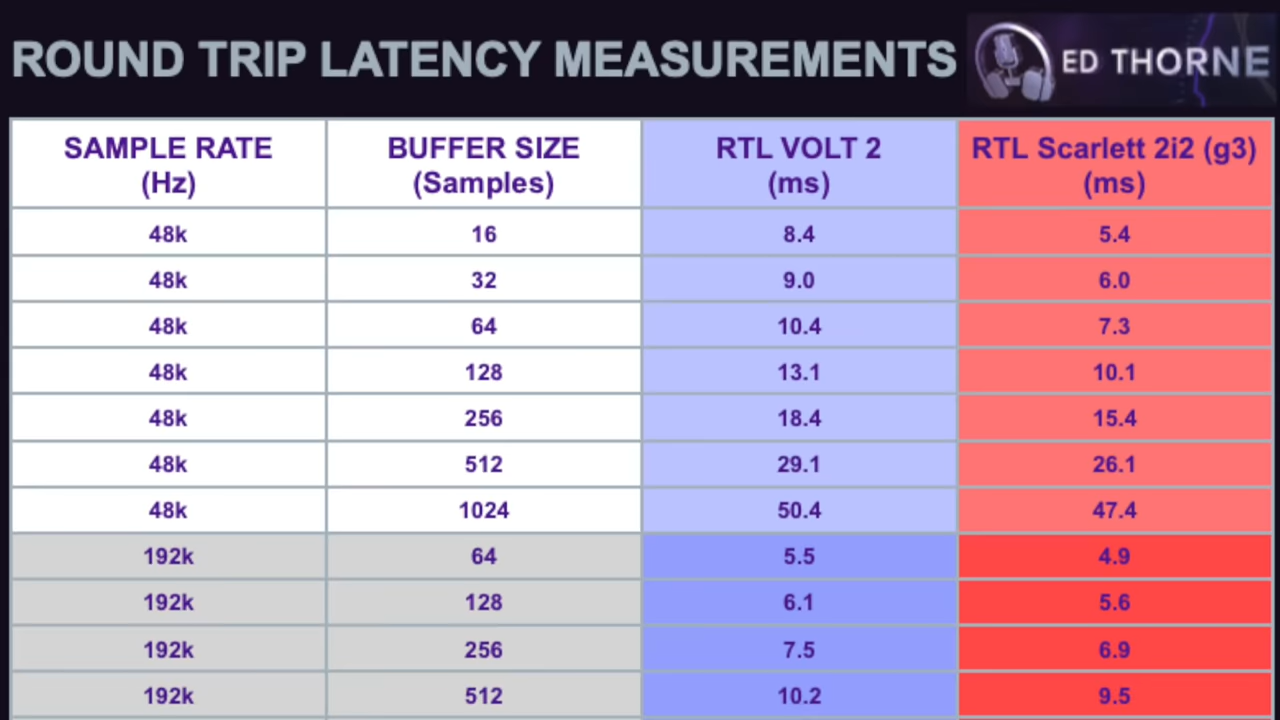 ROUND TRIP LATENCY MEASUREMENTS
ED THORNE
SAMPLE RATE (Hz) BUFFER SIZE (Samples) RTL VOLT 2 (ms) RTL Scarlett 2i2 (g3) (ms)
48k 16 8.4 5.4
48k 32 9.0 6.0
48k 64 10.4 7.3
48k 128 13.1 10.1
48k 256 18.4 15.4
48k 512 29.1 26.1
48k 1024 50.4 47.4
192k 64 5.5 4.9
192k 128 6.1 5.6
192k 256 7.5 6.9
192k 512 10.2 9.5